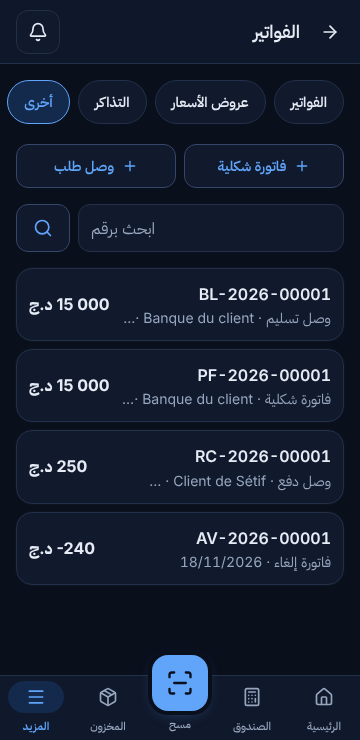 الفواتير
الفواتير
عروض الأسعار
التذاكر
أخرى
+ فاتورة شكلية
+ وصل طلب
ابحث برقم
BL-2026-00001
15 000 د.ج
وصل تسليم · Banque du client ·…
PF-2026-00001
15 000 د.ج
فاتورة شكلية · Banque du client ·…
RC-2026-00001
250 د.ج
وصل دفع · Client de Sétif · …
AV-2026-00001
-240 د.ج
فاتورة إلغاء · 18/11/2026
الرئيسية
الصندوق
مسح
المخزون
المزيد